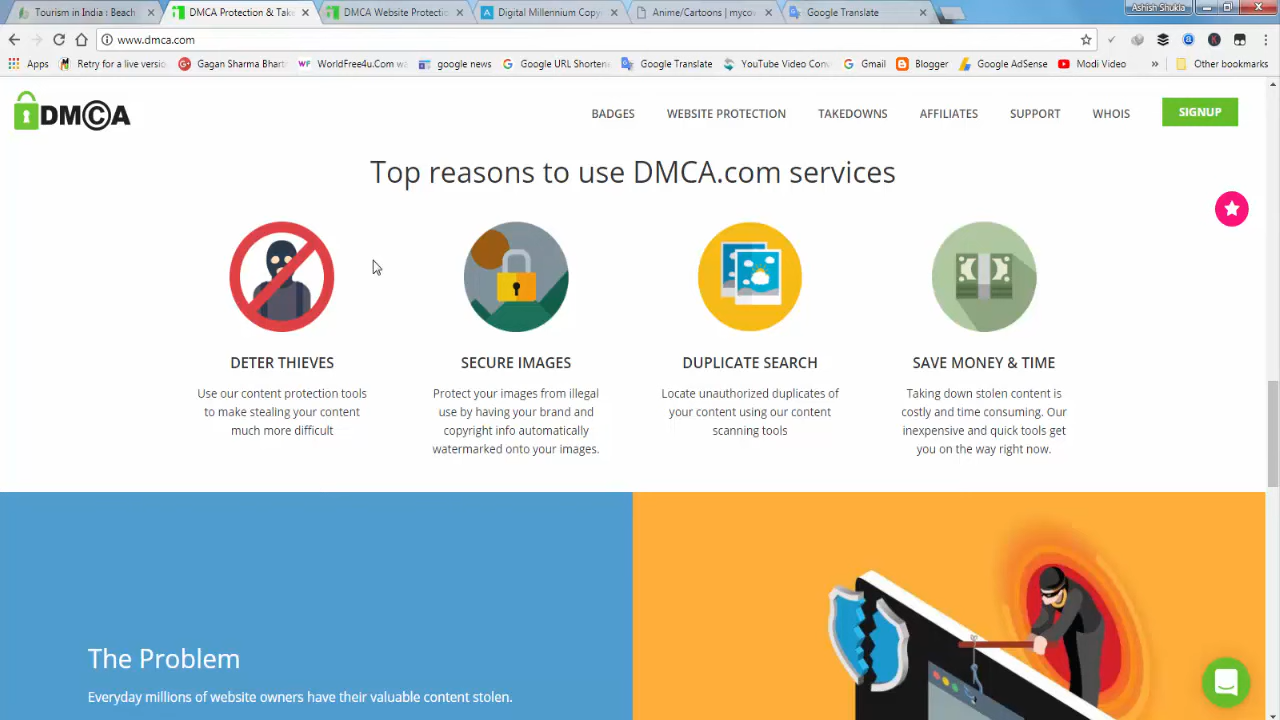 Ashish Shukla
Tourism in India : Beach
DMCA Protection & Take
DMCA Website Protectio
Digital Millennium Copy
Anime/Cartoons | mycov
Google Translate
www.dmca.com
Apps
Retry for a live versio
Gagan Sharma Bhart
WorldFree4u.Com wa
google news
Google URL Shortene
Google Translate
YouTube Video Conv
Gmail
Blogger
Google AdSense
Modi Video
»
Other bookmarks
DMCA
BADGES
WEBSITE PROTECTION
TAKEDOWNS
AFFILIATES
SUPPORT
WHOIS
SIGNUP
Top reasons to use DMCA.com services
DETER THIEVES
Use our content protection tools
to make stealing your content
much more difficult
SECURE IMAGES
Protect your images from illegal
use by having your brand and
copyright info automatically
watermarked onto your images.
DUPLICATE SEARCH
Locate unauthorized duplicates of
your content using our content
scanning tools
SAVE MONEY & TIME
Taking down stolen content is
costly and time consuming. Our
inexpensive and quick tools get
you on the way right now.
The Problem
Everyday millions of website owners have their valuable content stolen.